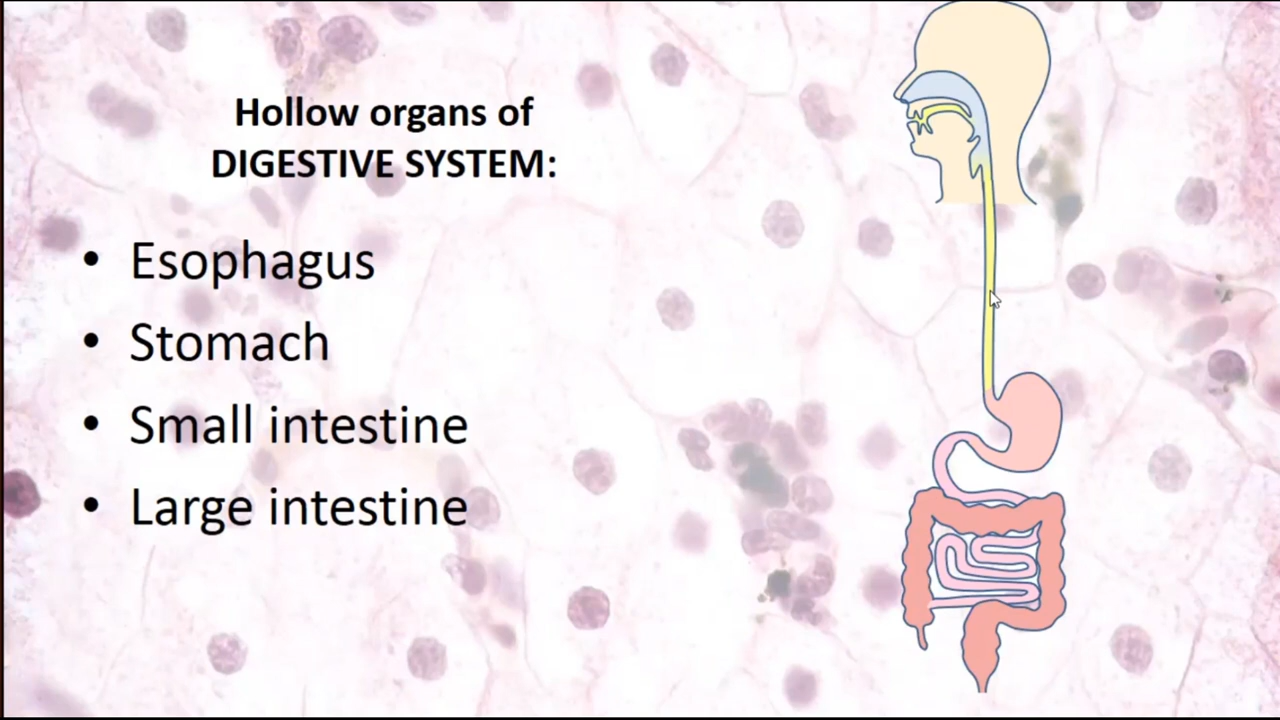 Hollow organs of
DIGESTIVE SYSTEM:
• Esophagus
• Stomach
• Small intestine
• Large intestine